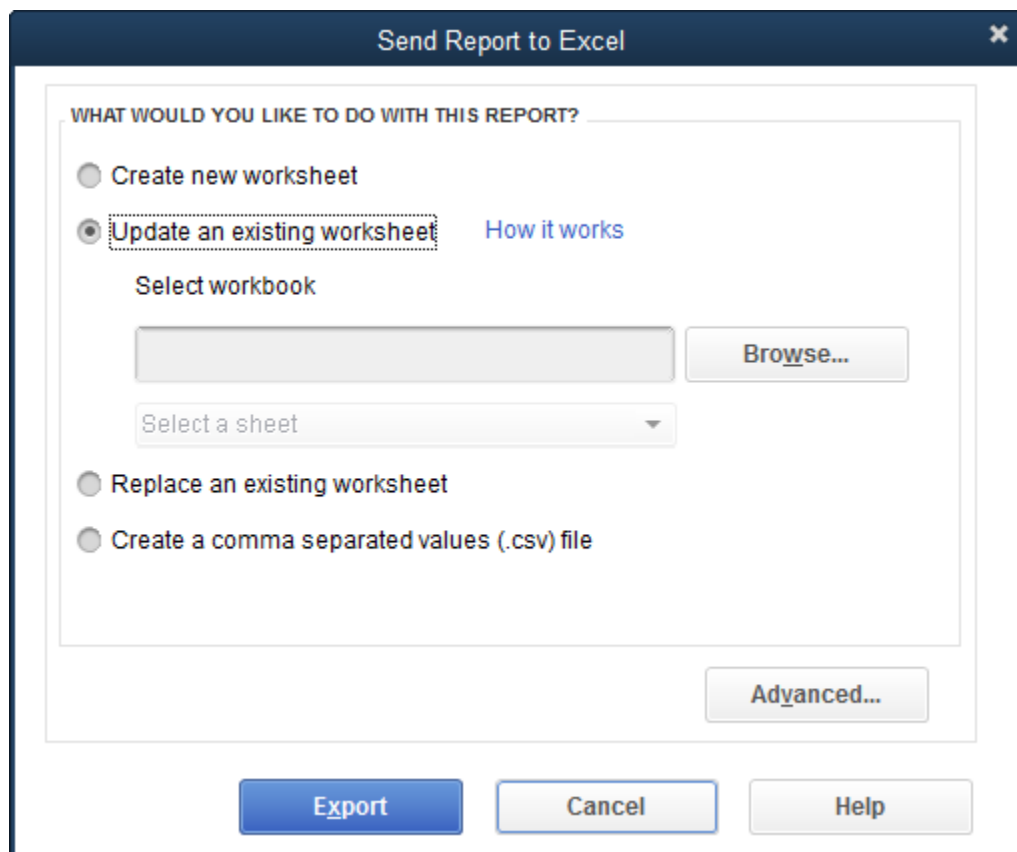 Send Report to Excel
WHAT WOULD YOU LIKE TO DO WITH THIS REPORT?
Create new worksheet
Update an existing worksheet How it works
Select workbook
Browse...
Select a sheet
Replace an existing worksheet
Create a comma separated values (.csv) file
Advanced...
Export Cancel Help